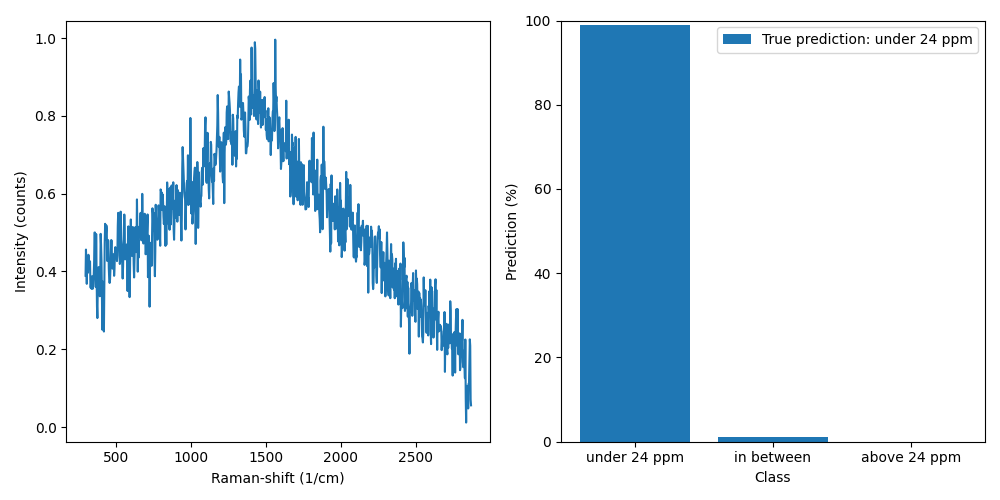 1.0
0.8
0.6
0.4
0.2
0.0
Intensity (counts)
500 1000 1500 2000 2500
Raman-shift (1/cm)
100
80
60
40
20
0
Prediction (%)
True prediction: under 24 ppm
under 24 ppm in between above 24 ppm
Class